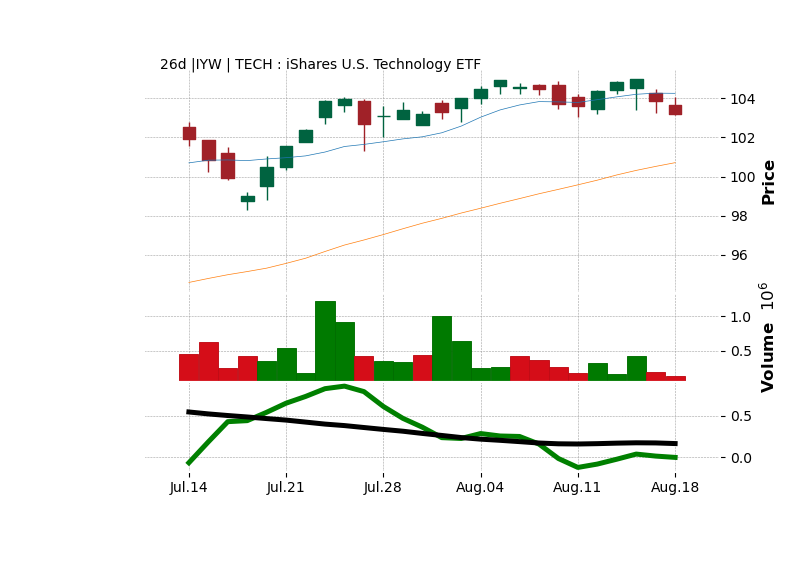 26d |IYW | TECH : iShares U.S. Technology ETF
104
102
100
98
96
Price
1.0
0.5
Volume 10^6
0.5
0.0
Jul.14 Jul.21 Jul.28 Aug.04 Aug.11 Aug.18